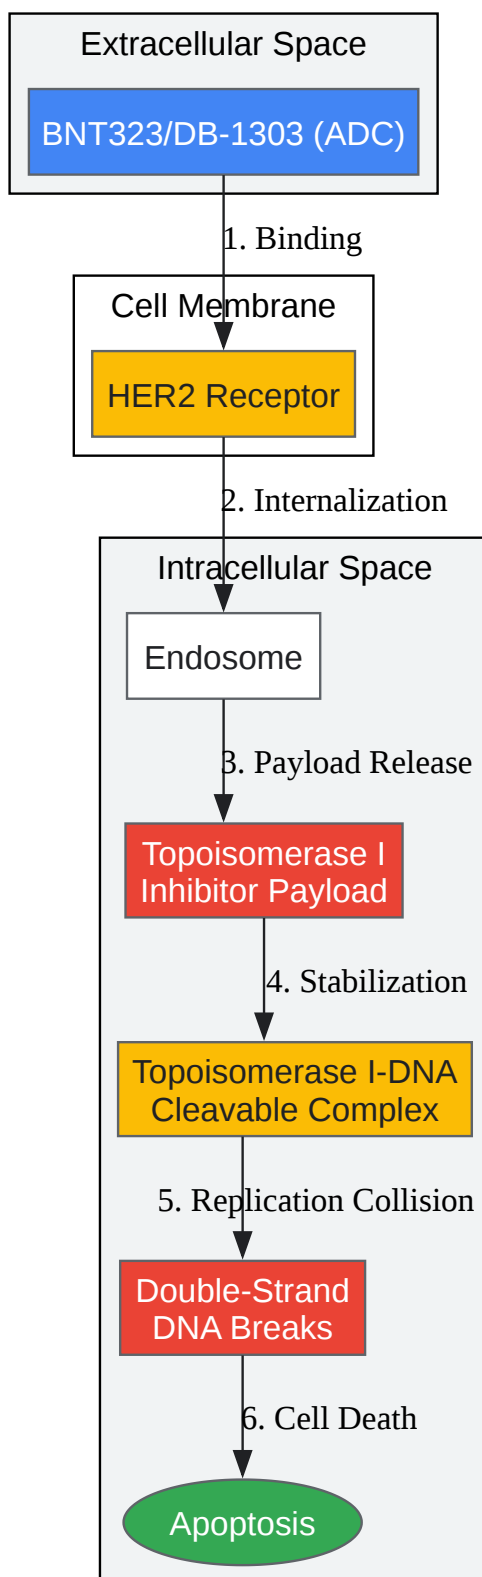 Extracellular Space
BNT323/DB-1303 (ADC)
1. Binding
Cell Membrane
HER2 Receptor
2. Internalization
Intracellular Space
Endosome
3. Payload Release
Topoisomerase I
Inhibitor Payload
4. Stabilization
Topoisomerase I-DNA
Cleavable Complex
5. Replication Collision
Double-Strand
DNA Breaks
6. Cell Death
Apoptosis